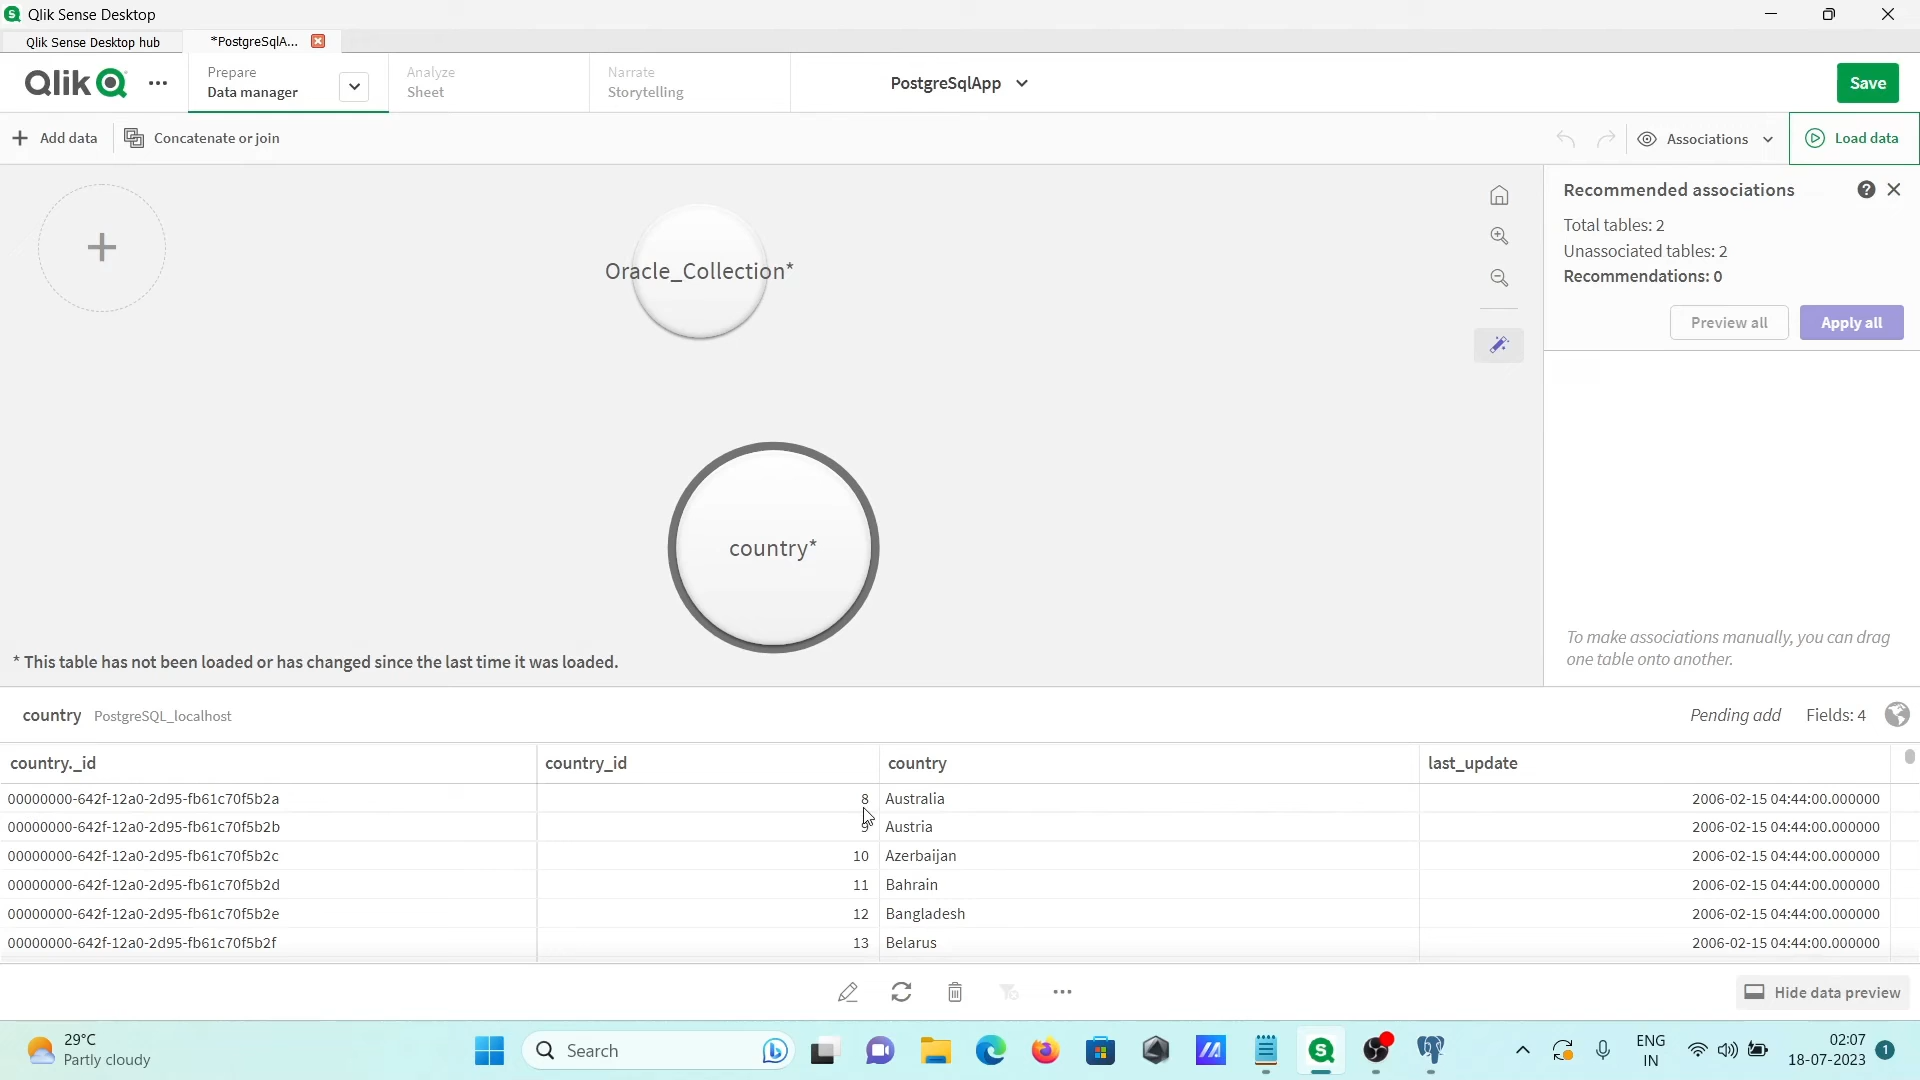 Qlik Sense Desktop
Qlik Sense Desktop hub
*PostgreSqlA...
Qlik
Prepare
Data manager
Analyze
Sheet
Narrate
Storytelling
PostgreSqlApp
Save
Add data
Concatenate or join
Associations
Load data
Oracle_Collection*
country*
* This table has not been loaded or has changed since the last time it was loaded.
Recommended associations
Total tables: 2
Unassociated tables: 2
Recommendations: 0
Preview all
Apply all
To make associations manually, you can drag
one table onto another.
country PostgreSQL_localhost
Pending add Fields: 4
country._id country_id country last_update
00000000-642f-12a0-2d95-fb61c70f5b2a 8 Australia 2006-02-15 04:44:00.000000
00000000-642f-12a0-2d95-fb61c70f5b2b 9 Austria 2006-02-15 04:44:00.000000
00000000-642f-12a0-2d95-fb61c70f5b2c 10 Azerbaijan 2006-02-15 04:44:00.000000
00000000-642f-12a0-2d95-fb61c70f5b2d 11 Bahrain 2006-02-15 04:44:00.000000
00000000-642f-12a0-2d95-fb61c70f5b2e 12 Bangladesh 2006-02-15 04:44:00.000000
00000000-642f-12a0-2d95-fb61c70f5b2f 13 Belarus 2006-02-15 04:44:00.000000
Hide data preview
29°C
Partly cloudy
Search
ENG
IN
02:07
18-07-2023
1